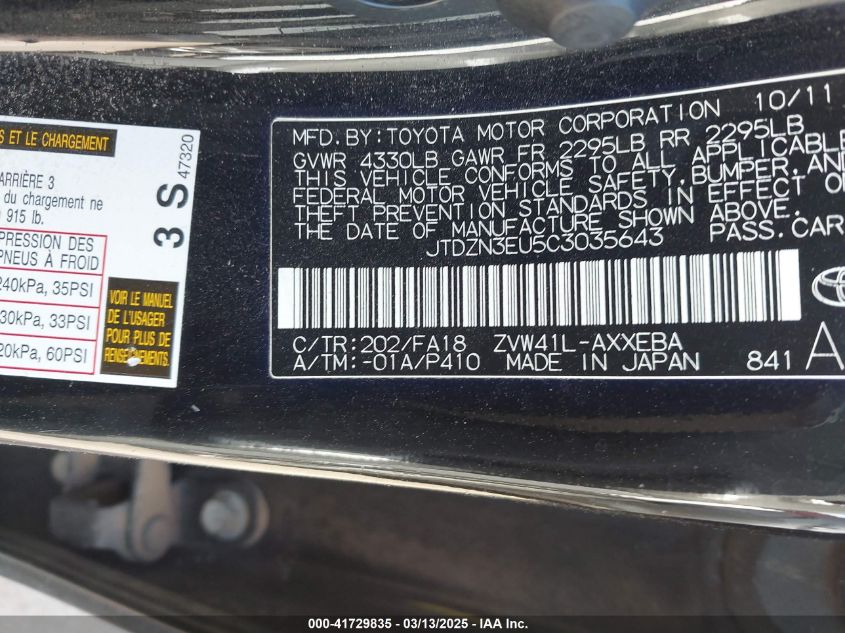 S ET LE CHARGEMENT
ARRIÈRE 3
du chargement ne
915 lb.
PRESSION DES
PNEUS À FROID
240kPa, 35PSI
30kPa, 33PSI
20kPa, 60PSI
3 S
47320
VOIR LE MANUEL
DE L'USAGER
POUR PLUS DE
RENSEIGNEMENTS.
MFD.BY:TOYOTA MOTOR CORPORATION 10/11
GVWR 4330LB GAWR FR 2295LB RR 2295LB
THIS VEHICLE CONFORMS TO ALL APPLICABLE
FEDERAL MOTOR VEHICLE SAFETY,BUMPER,AND
THEFT PREVENTION STANDARDS IN EFFECT O
THE DATE OF MANUFACTURE SHOWN ABOVE.
JTDZN3EU5C3035643 PASS.CAR
C/TR:202/FA18 ZVW41L-AXXEBA
A/TM:-01A/P410 MADE IN JAPAN 841 A
000-41729835 - 03/13/2025 - IAA Inc.